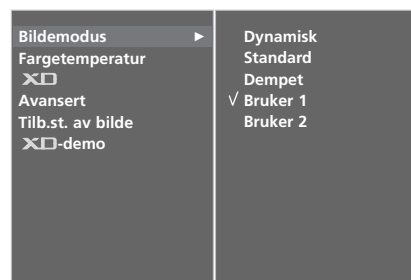 Bildemodus ►
Fargetemperatur
XD
Avansert
Tilb.st. av bilde
XD-demo
Dynamisk
Standard
Dempet
√ Bruker 1
Bruker 2